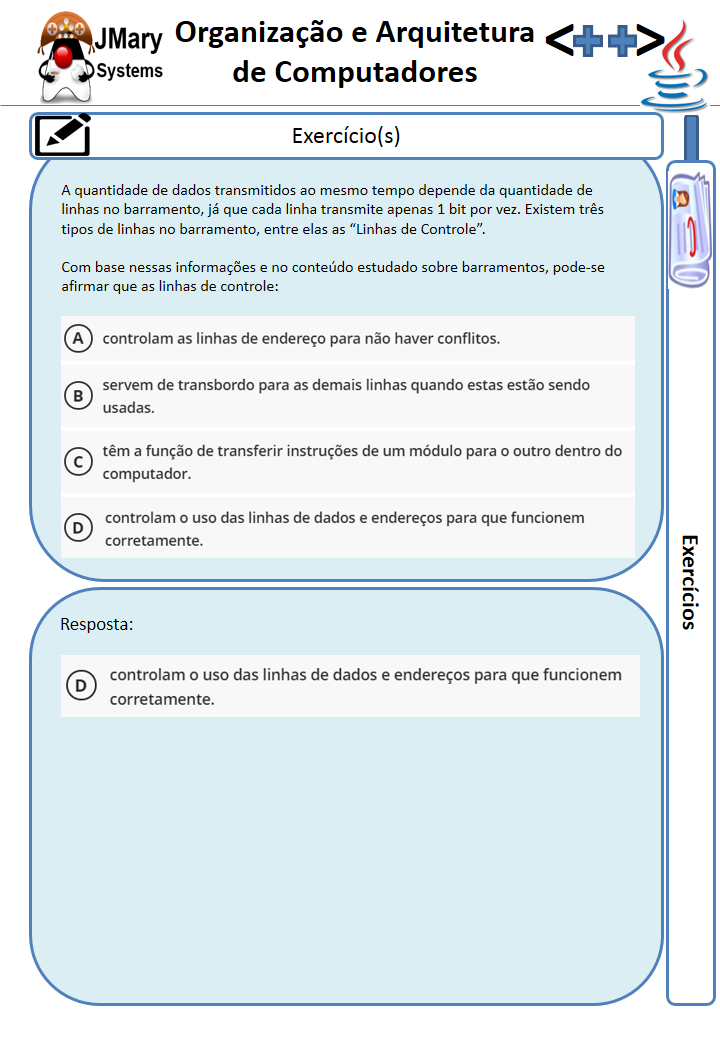 JMary
Systems
Organização e Arquitetura
de Computadores
<++>
Exercício(s)
A quantidade de dados transmitidos ao mesmo tempo depende da quantidade de
linhas no barramento, já que cada linha transmite apenas 1 bit por vez. Existem três
tipos de linhas no barramento, entre elas as “Linhas de Controle”.
Com base nessas informações e no conteúdo estudado sobre barramentos, pode-se
afirmar que as linhas de controle:
A controlam as linhas de endereço para não haver conflitos.
B servem de transbordo para as demais linhas quando estas estão sendo
usadas.
C têm a função de transferir instruções de um módulo para o outro dentro do
computador.
D controlam o uso das linhas de dados e endereços para que funcionem
corretamente.
Resposta:
D controlam o uso das linhas de dados e endereços para que funcionem
corretamente.
Exercícios